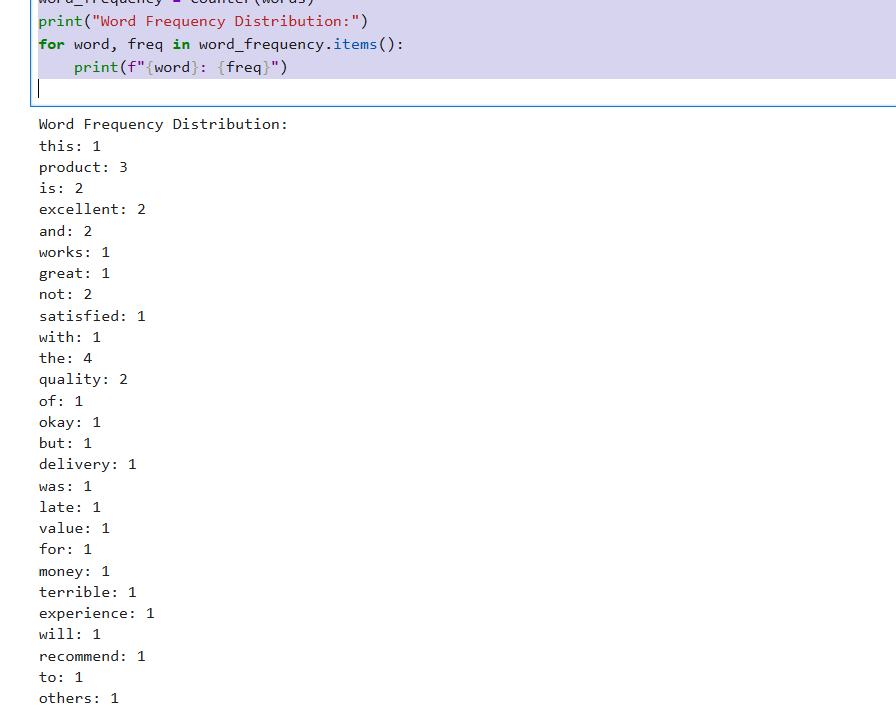 word_frequency = Counter(words)
print("Word Frequency Distribution:")
for word, freq in word_frequency.items():
    print(f"{word}: {freq}")
Word Frequency Distribution:
this: 1
product: 3
is: 2
excellent: 2
and: 2
works: 1
great: 1
not: 2
satisfied: 1
with: 1
the: 4
quality: 2
of: 1
okay: 1
but: 1
delivery: 1
was: 1
late: 1
value: 1
for: 1
money: 1
terrible: 1
experience: 1
will: 1
recommend: 1
to: 1
others: 1